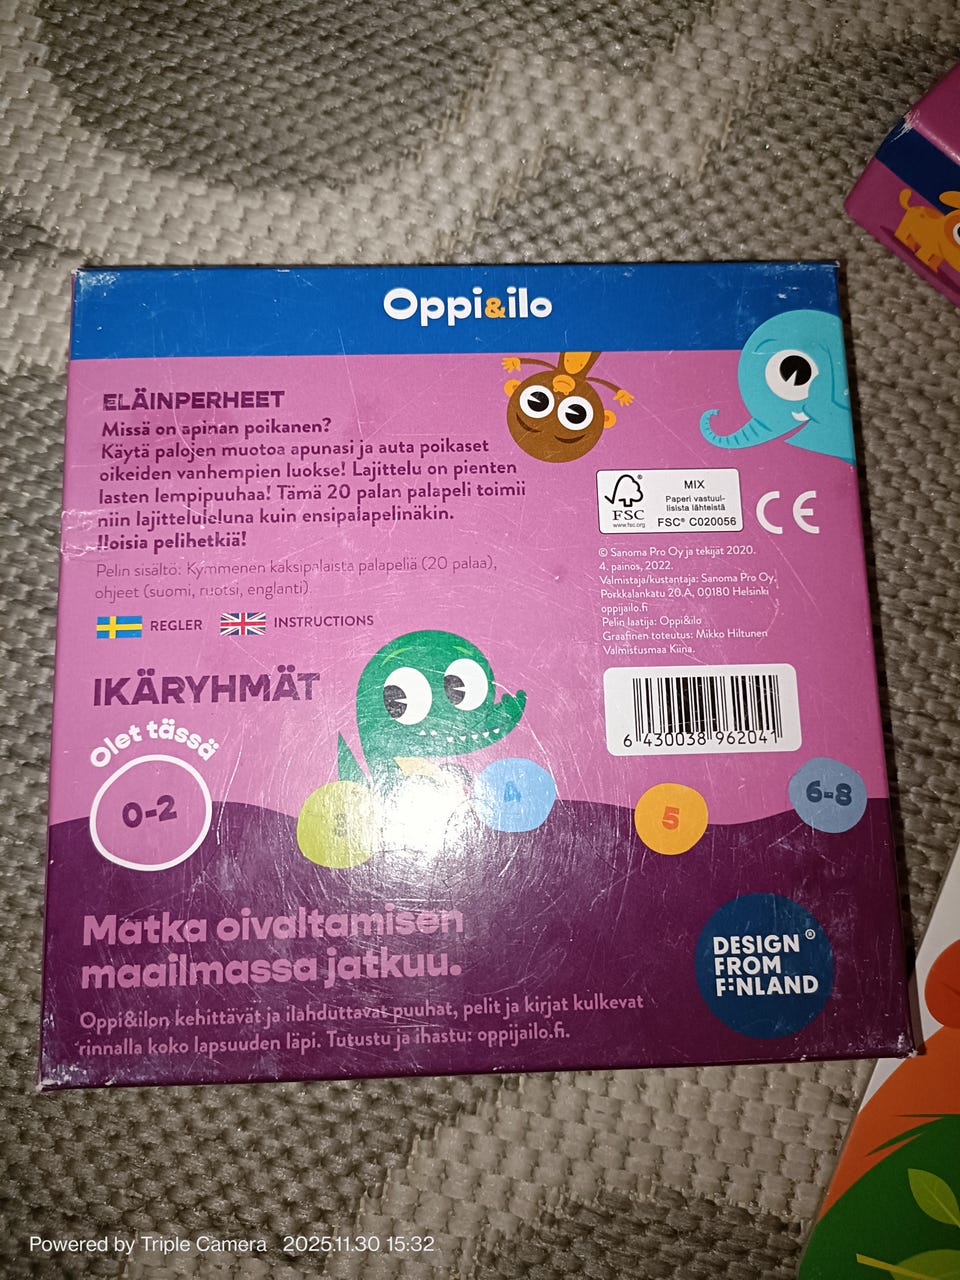 Oppi&ilo
ELÄINPERHEET
Missä on apinan poikanen?
Käytä palojen muotoa apunasi ja auta poikaset
oikeiden vanhempien luokse! Lajittelu on pienten
lasten lempipuuhaa! Tämä 20 palan palapeli toimii
niin lajittelujeluna kuin ensipalapelinäkin.
Iloisia pelihetkiä!
Pelin sisältö: Kymmenen kaksipalaista palapeliä (20 palaa),
ohjeet (suomi, ruotsi, englanti).
REGLER
INSTRUCTIONS
FSC®
www.fsc.org
MIX
Paperi vastuul-
lisista lähteistä
FSC® C020056
CE
© Sanoma Pro Oy ja tekijät 2020.
4. painos, 2022.
Valmistaja/kustantaja: Sanoma Pro Oy,
Porkkalankatu 20 A, 00180 Helsinki
oppijailo.fi
Pelin laatija: Oppi&ilo
Graafinen toteutus: Mikko Hiltunen
Valmistusmaa Kiina.
6 430038 962041
IKÄRYHMÄT
Olet tässä
0-2
3
4
5
6-8
Matka oivaltamisen
maailmassa jatkuu.
Oppi&ilon kehittävät ja ilahduttavat puuhat, pelit ja kirjat kulkevat
rinnalla koko lapsuuden läpi. Tutustu ja ihastu: oppijailo.fi.
DESIGN®
FROM
FINLAND
Powered by Triple Camera 2025.11.30 15:32